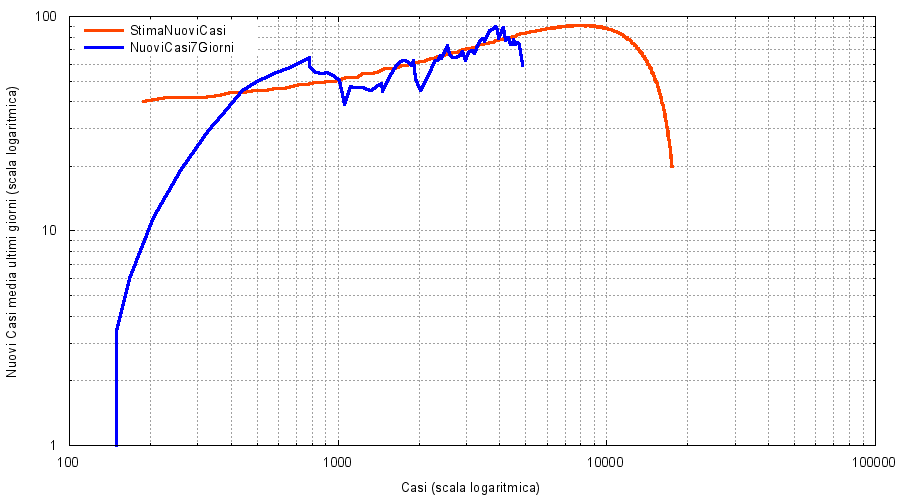 100
StimaNuoviCasi
NuoviCasi7Giorni
10
1
Nuovi Casi media ultimi giorni (scala logaritmica)
100 1000 10000 100000
Casi (scala logaritmica)